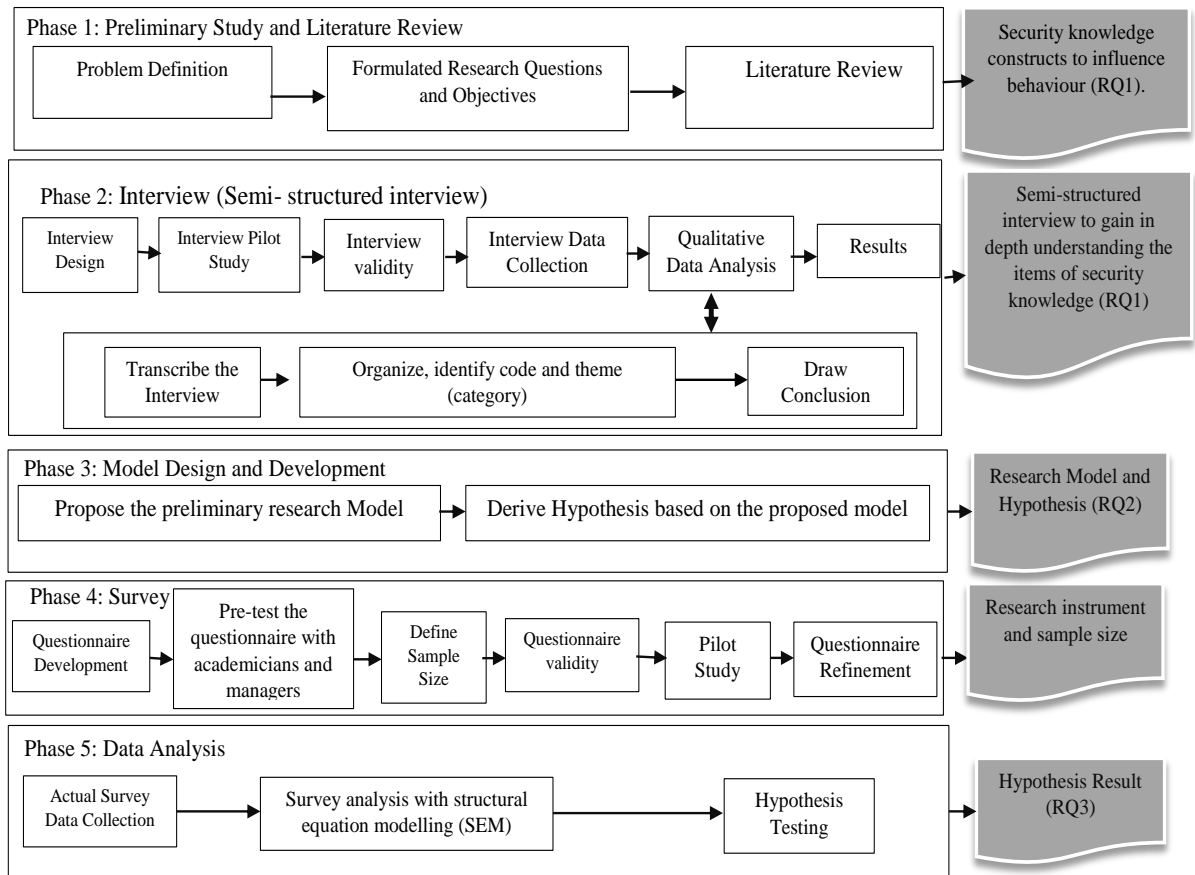 Phase 1: Preliminary Study and Literature Review
Problem Definition
Formulated Research Questions
and Objectives
Literature Review
Security knowledge
constructs to influence
behaviour (RQ1).
Phase 2: Interview (Semi- structured interview)
Interview
Design
Interview Pilot
Study
Interview
validity
Interview Data
Collection
Qualitative
Data Analysis
Results
Transcribe the
Interview
Organize, identify code and theme
(category)
Draw
Conclusion
Semi-structured
interview to gain in
depth understanding the
items of security
knowledge (RQ1)
Phase 3: Model Design and Development
Propose the preliminary research Model
Derive Hypothesis based on the proposed model
Research Model and
Hypothesis (RQ2)
Phase 4: Survey
Questionnaire
Development
Pre-test the
questionnaire with
academicians and
managers
Define
Sample
Size
Questionnaire
validity
Pilot
Study
Questionnaire
Refinement
Research instrument
and sample size
Phase 5: Data Analysis
Actual Survey
Data Collection
Survey analysis with structural
equation modelling (SEM)
Hypothesis
Testing
Hypothesis Result
(RQ3)